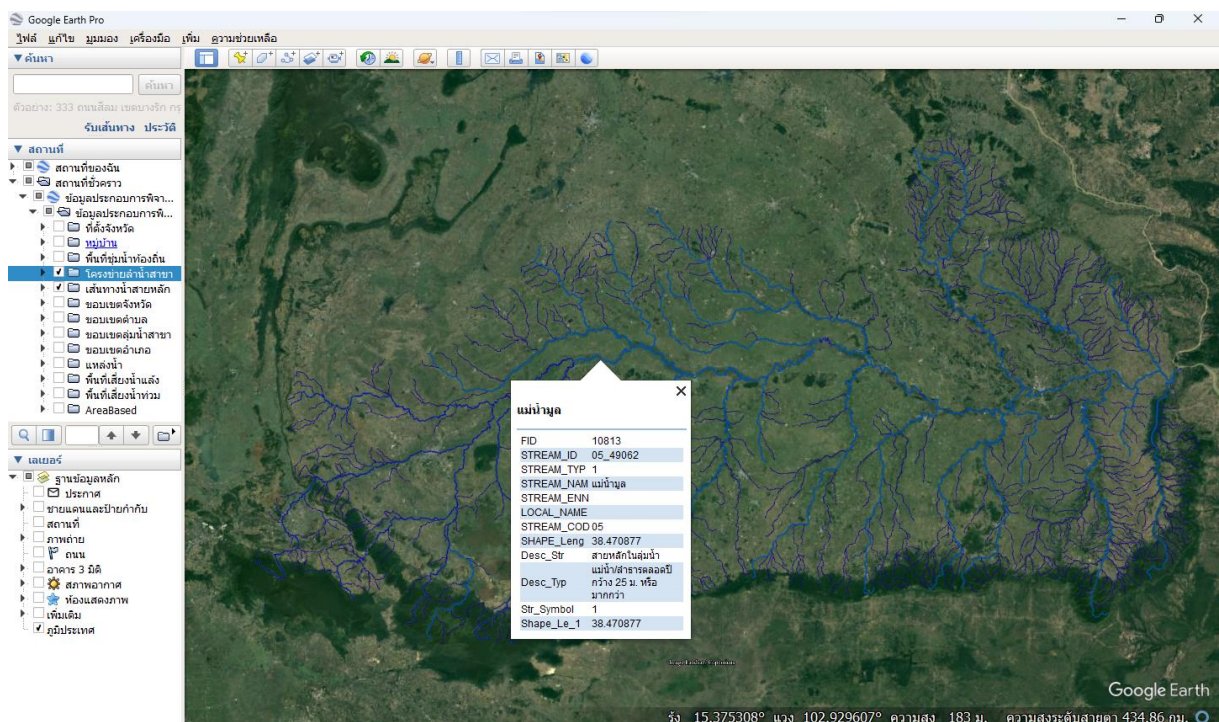 Google Earth Pro
ไฟล์ แก้ไข มุมมอง เครื่องมือ เพิ่ม ความช่วยเหลือ
ค้นหา
ค้นหา
ตัวอย่าง: 333 ถนนสีลม เขตบางรัก กรุ
รับเส้นทาง ประวัติ
สถานที่
สถานที่ของฉัน
สถานที่ชั่วคราว
ข้อมูลประกอบการพิจา...
ข้อมูลประกอบการพิ...
ที่ตั้งจังหวัด
หมู่บ้าน
พื้นที่ชุ่มน้ำท้องถิ่น
โครงข่ายลำน้ำสาขา
เส้นทางน้ำสายหลัก
ขอบเขตจังหวัด
ขอบเขตตำบล
ขอบเขตลุ่มน้ำสาขา
ขอบเขตอำเภอ
แหล่งน้ำ
พื้นที่เสี่ยงน้ำแล้ง
พื้นที่เสี่ยงน้ำท่วม
AreaBased
เลเยอร์
ฐานข้อมูลหลัก
ประกาศ
ชายแดนและป้ายกำกับ
สถานที่
ภาพถ่าย
ถนน
อาคาร 3 มิติ
สภาพอากาศ
ห้องแสดงภาพ
เพิ่มเติม
ภูมิประเทศ
แม่น้ำมูล
FID 10813
STREAM_ID 05_49062
STREAM_TYP 1
STREAM_NAM แม่น้ำมูล
STREAM_ENN
LOCAL_NAME
STREAM_COD 05
SHAPE_Leng 38.470877
Desc_Str สายหลักในลุ่มน้ำ
Desc_Typ แม่น้ำ/ลำธารตลอดปี
กว้าง 25 ม. หรือ
มากกว่า
Str_Symbol 1
Shape_Le_1 38.470877
Google Earth
รุ้ง 15.375308° แวง 102.929607° ความสูง 183 ม. ความสูงระดับสายตา 434.86 กม.